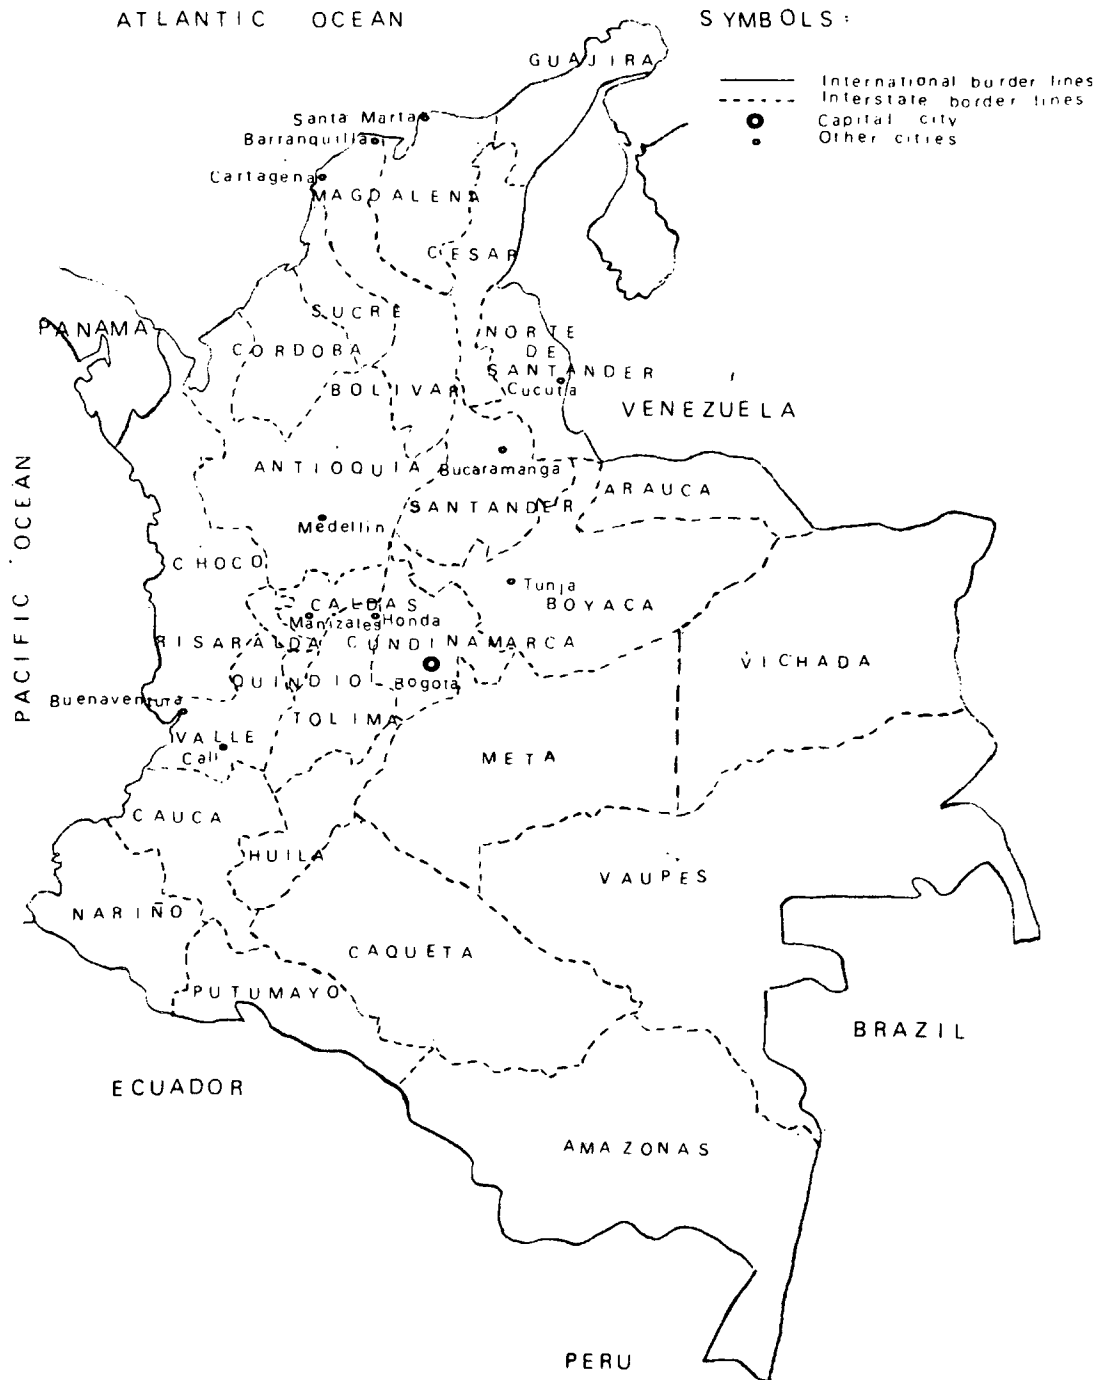 ATLANTIC OCEAN
SYMBOLS:
International border lines
Interstate border lines
Capital city
Other cities
GUAJIRA
Santa Marta
Barranquilla
Cartagena
MAGDALENA
CESAR
SUCRE
PANAMA
NORTE
DE
SANTANDER
CORDOBA
Cucuta
BOLIVAR
VENEZUELA
ANTIOQUIA
Bucaramanga
ARAUCA
SANTANDER
PACIFIC OCEAN
Medellin
CHOCO
Tunja
BOYACA
CALDAS
Manizales
Honda
RISARALDA
CUNDINAMARCA
VICHADA
QUINDIO
Bogota
Buenaventura
TOLIMA
VALLE
Cali
META
CAUCA
HUILA
VAUPES
NARIÑO
CAQUETA
PUTUMAYO
BRAZIL
ECUADOR
AMAZONAS
PERU